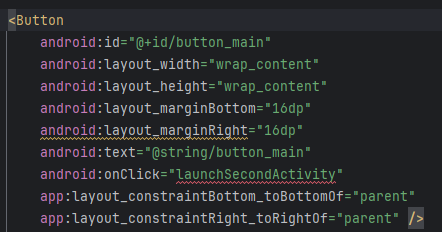 <Button
android:id="@+id/button_main"
android:layout_width="wrap_content"
android:layout_height="wrap_content"
android:layout_marginBottom="16dp"
android:layout_marginRight="16dp"
android:text="@string/button_main"
android:onClick="launchSecondActivity"
app:layout_constraintBottom_toBottomOf="parent"
app:layout_constraintRight_toRightOf="parent" />